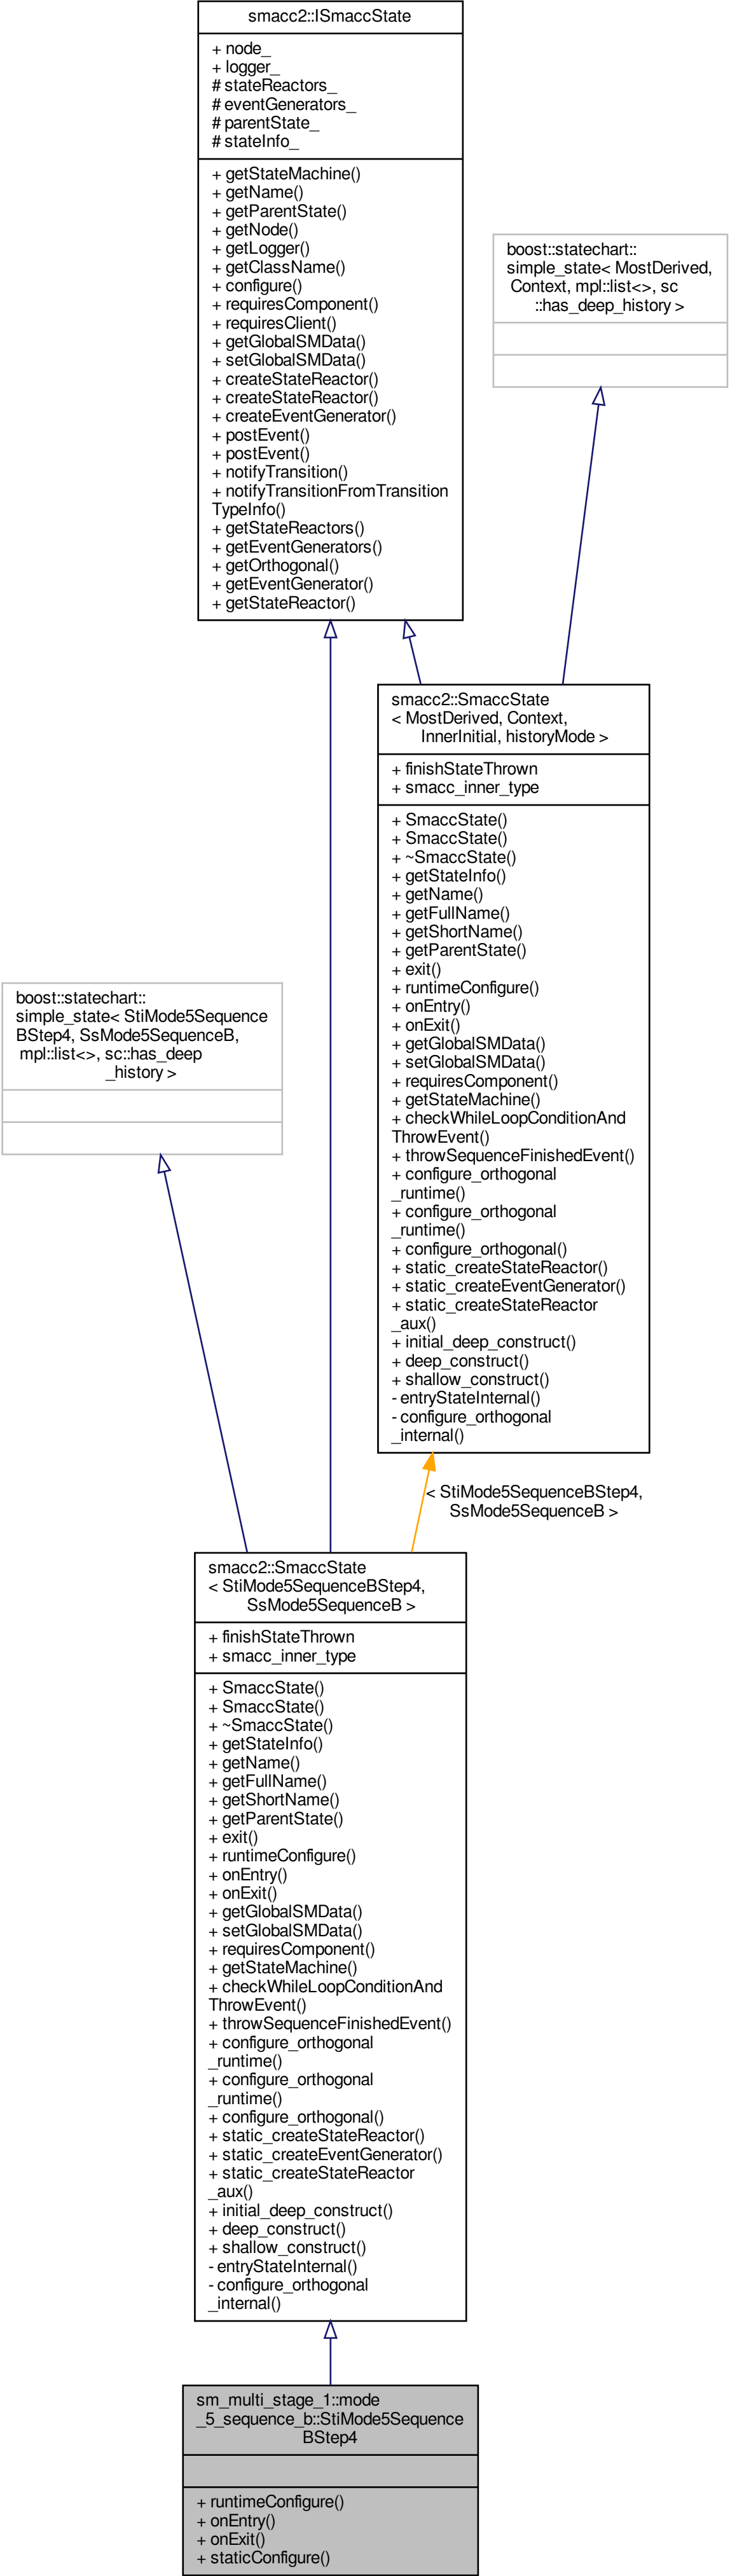 smacc2::ISmaccState
+ node_
+ logger_
# stateReactors_
# eventGenerators_
# parentState_
# stateInfo_
+ getStateMachine()
+ getName()
+ getParentState()
+ getNode()
+ getLogger()
+ getClassName()
+ configure()
+ requiresComponent()
+ requiresClient()
+ getGlobalSMData()
+ setGlobalSMData()
+ createStateReactor()
+ createStateReactor()
+ createEventGenerator()
+ postEvent()
+ postEvent()
+ notifyTransition()
+ notifyTransitionFromTransition
TypeInfo()
+ getStateReactors()
+ getEventGenerators()
+ getOrthogonal()
+ getEventGenerator()
+ getStateReactor()
boost::statechart::
simple_state< MostDerived,
Context, mpl::list<>, sc
::has_deep_history >
smacc2::SmaccState
< MostDerived, Context,
InnerInitial, historyMode >
+ finishStateThrown
+ smacc_inner_type
+ SmaccState()
+ SmaccState()
+ ~SmaccState()
+ getStateInfo()
+ getName()
+ getFullName()
+ getShortName()
+ getParentState()
+ exit()
+ runtimeConfigure()
+ onEntry()
+ onExit()
+ getGlobalSMData()
+ setGlobalSMData()
+ requiresComponent()
+ getStateMachine()
+ checkWhileLoopConditionAnd
ThrowEvent()
+ throwSequenceFinishedEvent()
+ configure_orthogonal
_runtime()
+ configure_orthogonal
_runtime()
+ configure_orthogonal()
+ static_createStateReactor()
+ static_createEventGenerator()
+ static_createStateReactor
_aux()
+ initial_deep_construct()
+ deep_construct()
+ shallow_construct()
- entryStateInternal()
- configure_orthogonal
_internal()
boost::statechart::
simple_state< StiMode5Sequence
BStep4, SsMode5SequenceB,
mpl::list<>, sc::has_deep
_history >
< StiMode5SequenceBStep4,
SsMode5SequenceB >
smacc2::SmaccState
< StiMode5SequenceBStep4,
SsMode5SequenceB >
+ finishStateThrown
+ smacc_inner_type
+ SmaccState()
+ SmaccState()
+ ~SmaccState()
+ getStateInfo()
+ getName()
+ getFullName()
+ getShortName()
+ getParentState()
+ exit()
+ runtimeConfigure()
+ onEntry()
+ onExit()
+ getGlobalSMData()
+ setGlobalSMData()
+ requiresComponent()
+ getStateMachine()
+ checkWhileLoopConditionAnd
ThrowEvent()
+ throwSequenceFinishedEvent()
+ configure_orthogonal
_runtime()
+ configure_orthogonal
_runtime()
+ configure_orthogonal()
+ static_createStateReactor()
+ static_createEventGenerator()
+ static_createStateReactor
_aux()
+ initial_deep_construct()
+ deep_construct()
+ shallow_construct()
- entryStateInternal()
- configure_orthogonal
_internal()
sm_multi_stage_1::mode
_5_sequence_b::StiMode5Sequence
BStep4
+ runtimeConfigure()
+ onEntry()
+ onExit()
+ staticConfigure()